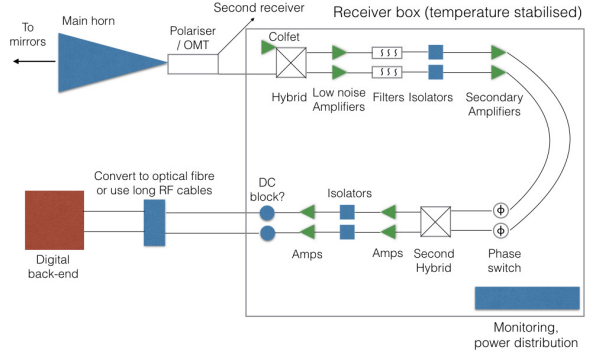 Second receiver
Receiver box (temperature stabilised)
To
mirrors
Main horn
Polariser
/ OMT
Colfet
Hybrid
Low noise
Amplifiers
Filters
Isolators
Secondary
Amplifiers
Convert to optical fibre
or use long RF cables
DC
block?
Isolators
Digital
back-end
Amps
Amps
Second
Hybrid
Φ
Φ
Phase
switch
Monitoring,
power distribution